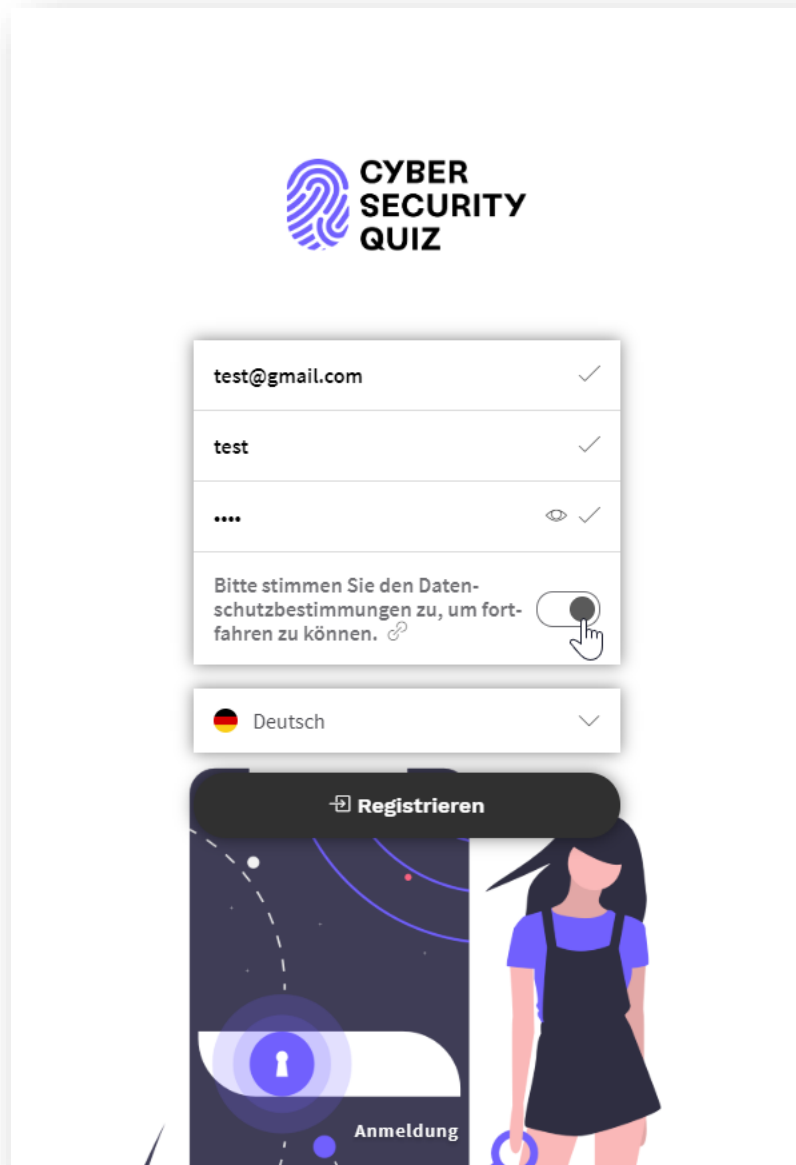 CYBER
SECURITY
QUIZ
test@gmail.com
test
••••
Bitte stimmen Sie den Daten-
schutzbestimmungen zu, um fort-
fahren zu können.
Deutsch
Registrieren
Anmeldung